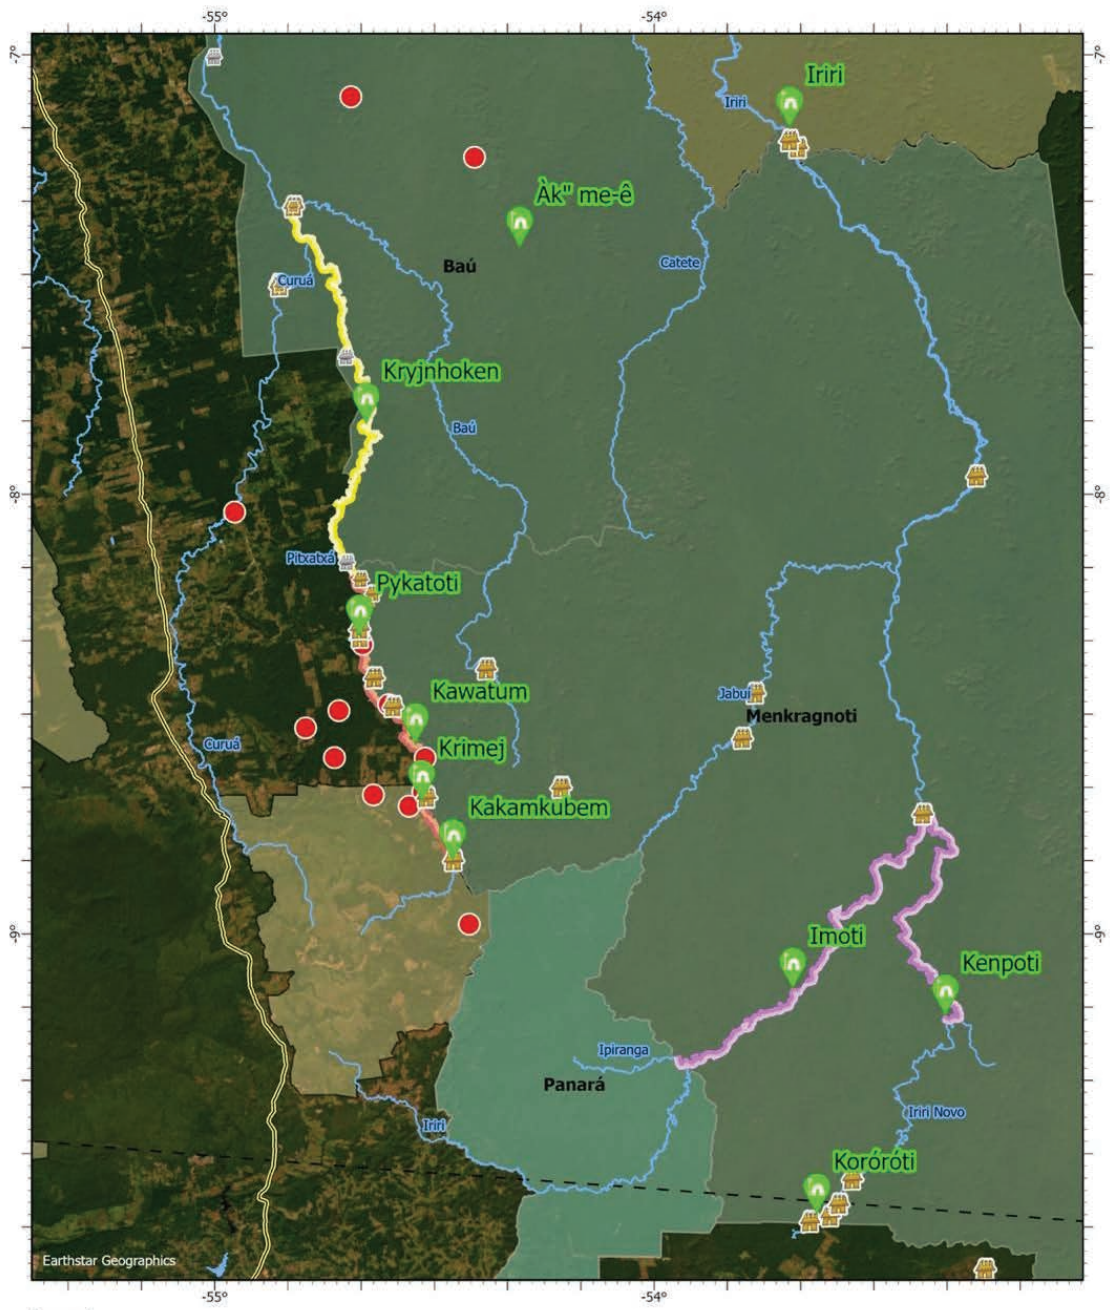 -55°
-54°
-7°
-7°
Iriri
Iriri
Àk" me-ê
Baú
Catete
Curuá
Kryjnhoken
Baú
-8°
-8°
Pitxatxá
Pykatoti
Kawatum
Jabuí
Menkragnoti
Curuá
Krimej
Kakamkubem
-9°
-9°
Imoti
Kenpoti
Ipiranga
Panará
Iriri Novo
Iriri
Koróróti
Earthstar Geographics
-55°
-54°